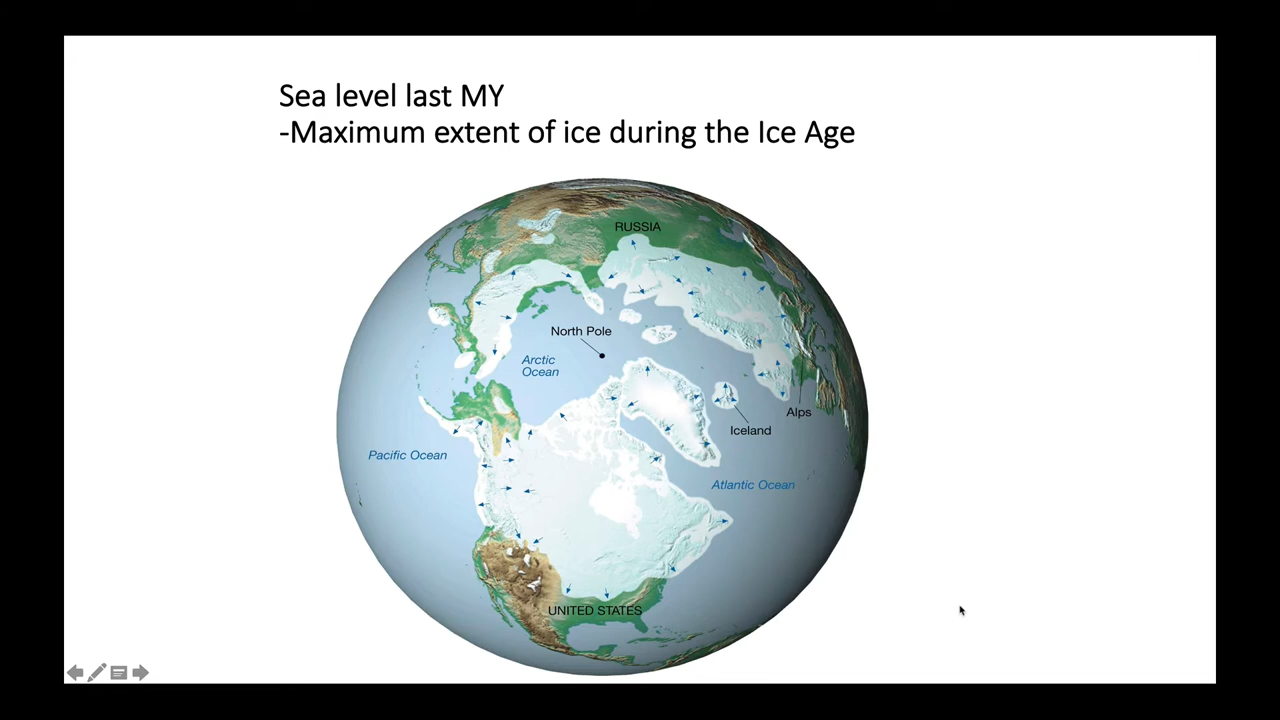 Sea level last MY
-Maximum extent of ice during the Ice Age
RUSSIA
North Pole
Arctic
Ocean
Alps
Iceland
Pacific Ocean
Atlantic Ocean
UNITED STATES